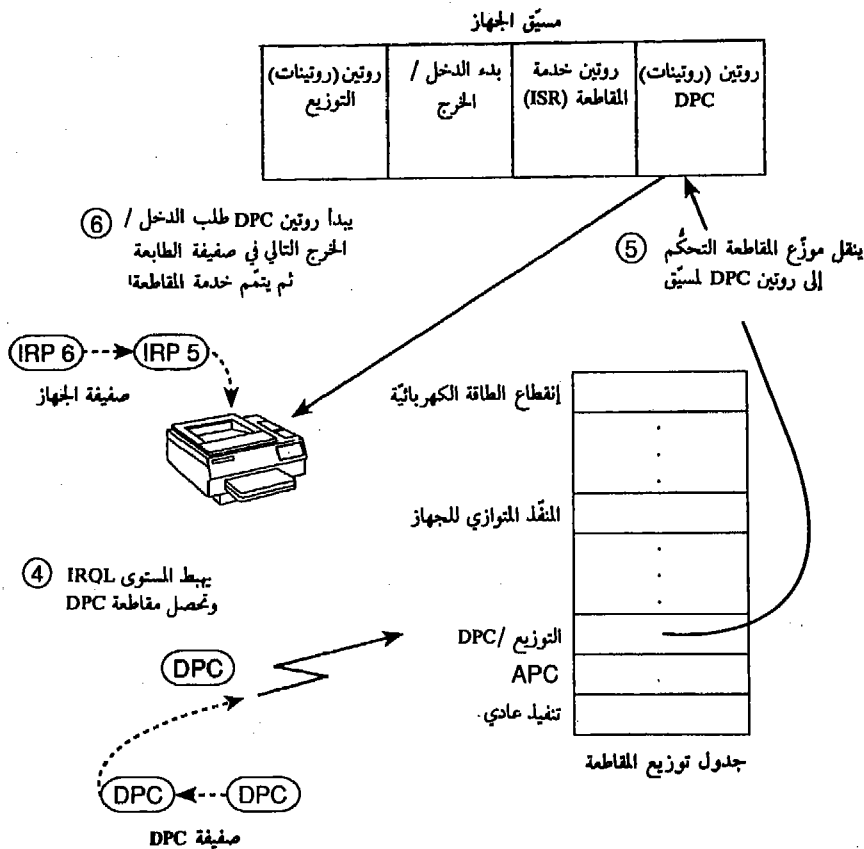 مسيّق الجهاز
روتين (روتينات)
DPC
روتين خدمة
المقاطعة (ISR)
بدء الدخل /
الخرج
روتين (روتينات)
التوزيع
⑤ ينقل موزّع المقاطعة التحكُّم
إلى روتين DPC لمسيّق
⑥ يبدأ روتين DPC طلب الدخل /
الخرج التالي في صفيفة الطابعة
ثم يتمّم خدمة المقاطعة
IRP 6
IRP 5
صفيفة الجهاز
إنقطاع الطاقة الكهربائيّة
المنفّذ المتوازي للجهاز
التوزيع /DPC
APC
تنفيذ عادي
جدول توزيع المقاطعة
④ يهبط المستوى IRQL
وتحصل مقاطعة DPC
DPC
DPC
DPC
صفيفة DPC